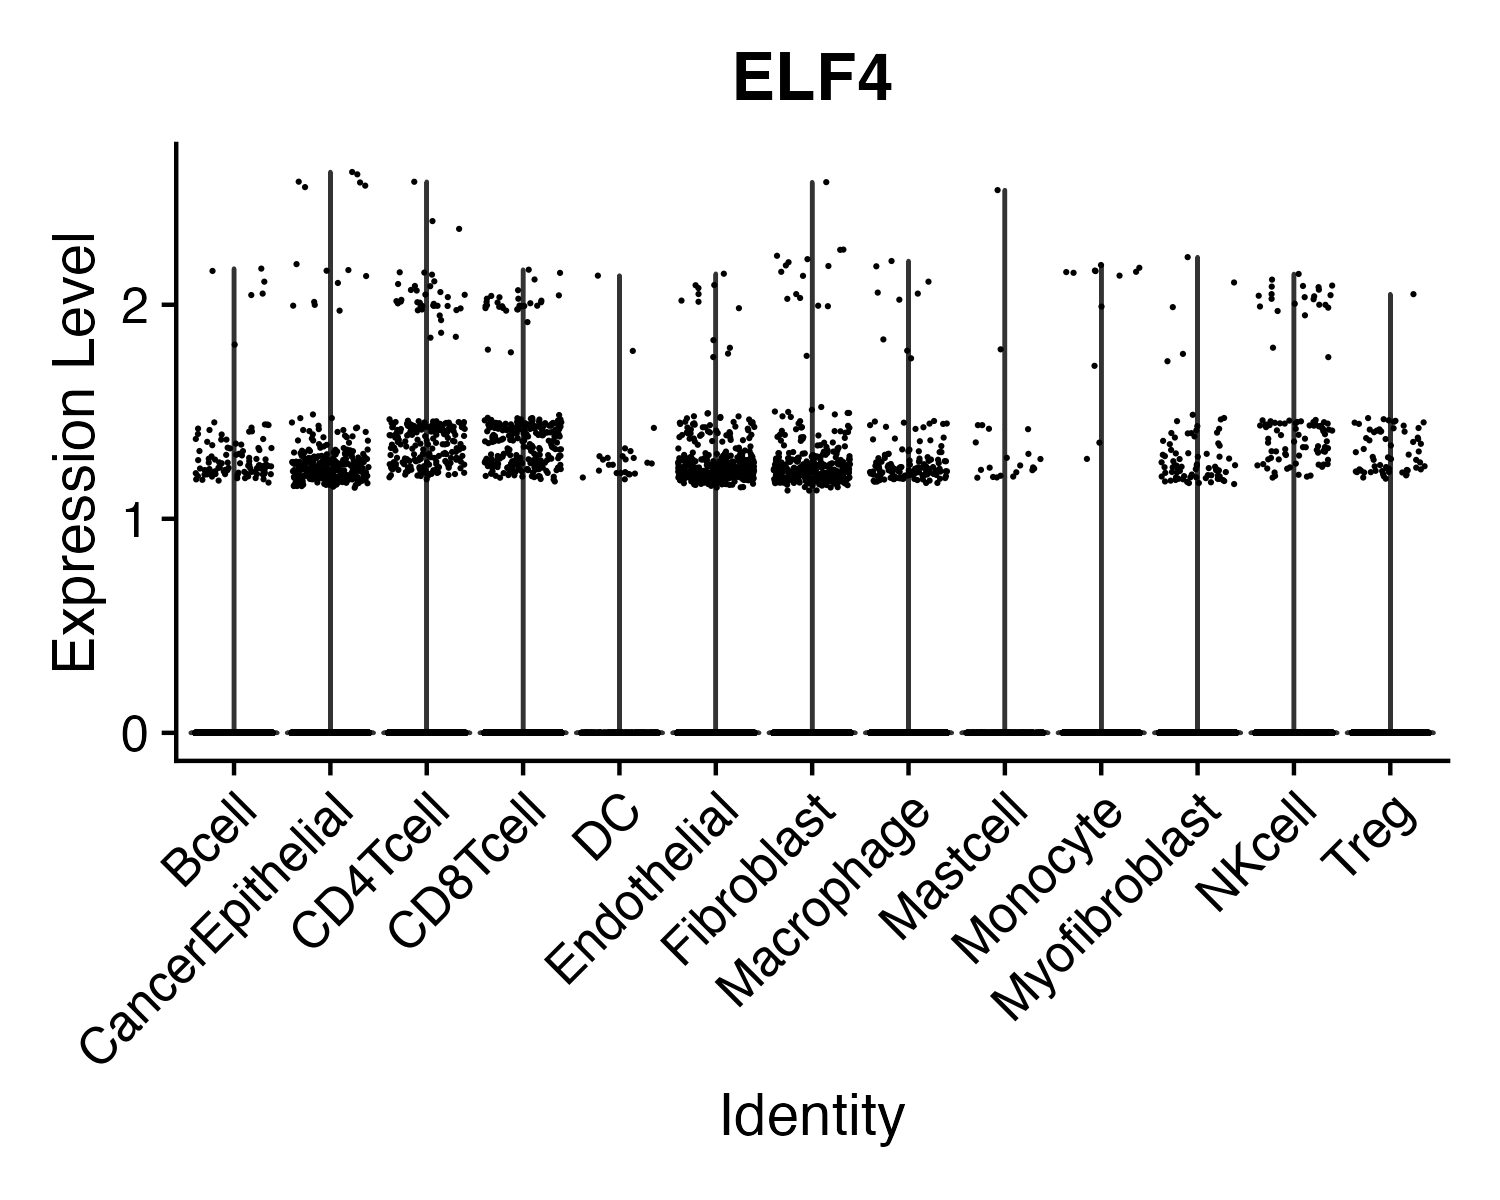 ELF4
Expression Level
2
1
0
Bcell
CancerEpithelial
CD4Tcell
CD8Tcell
DC
Endothelial
Fibroblast
Macrophage
Mastcell
Monocyte
Myofibroblast
NKcell
Treg
Identity